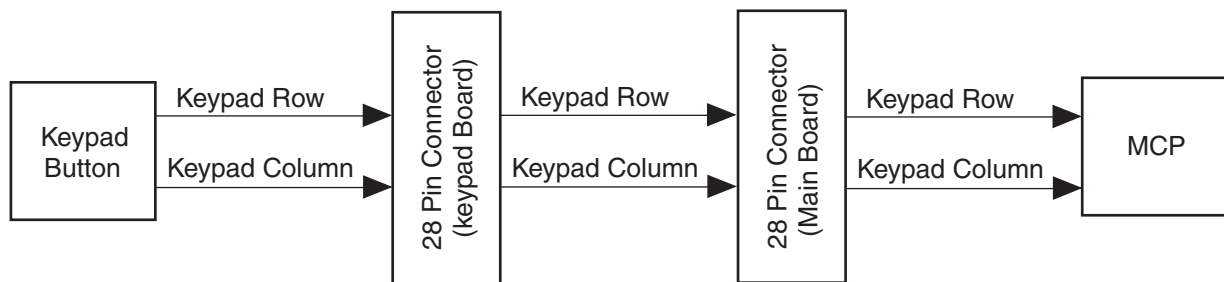 Keypad
Button
Keypad Row
Keypad Column
28 Pin Connector
(keypad Board)
Keypad Row
Keypad Column
28 Pin Connector
(Main Board)
Keypad Row
Keypad Column
MCP